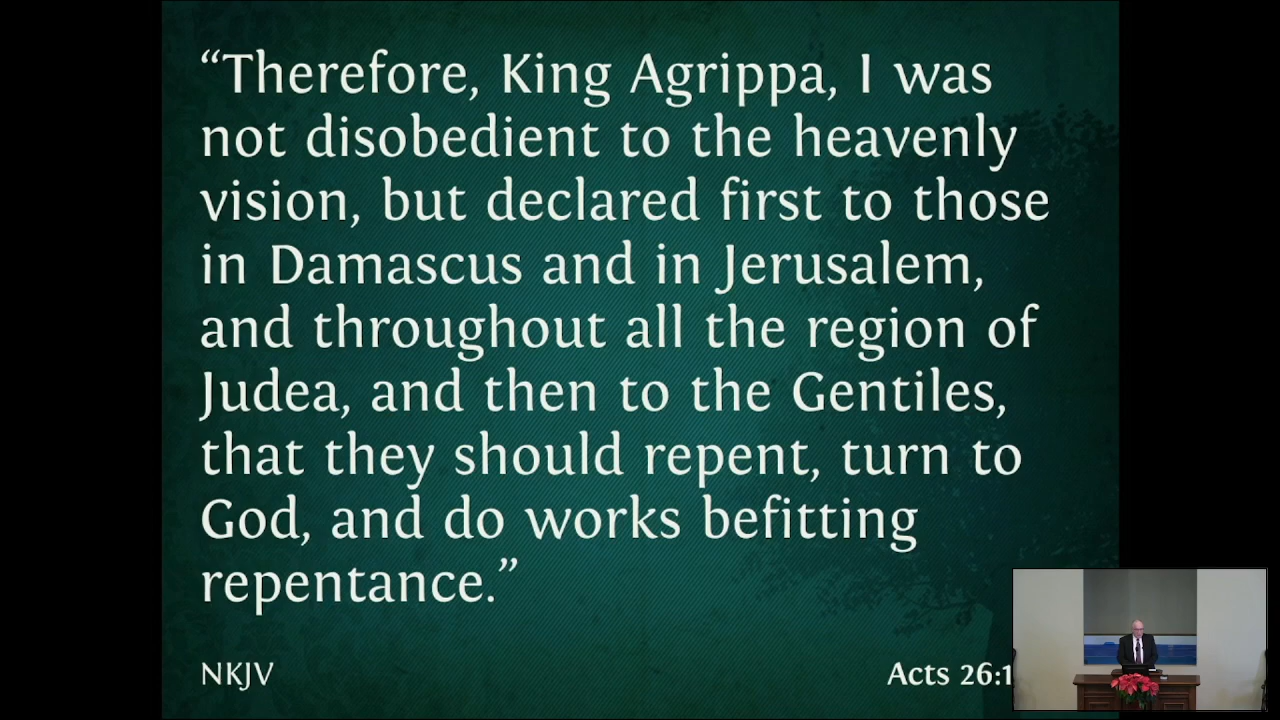 “Therefore, King Agrippa, I was
not disobedient to the heavenly
vision, but declared first to those
in Damascus and in Jerusalem,
and throughout all the region of
Judea, and then to the Gentiles,
that they should repent, turn to
God, and do works befitting
repentance.”
NKJV
Acts 26:1